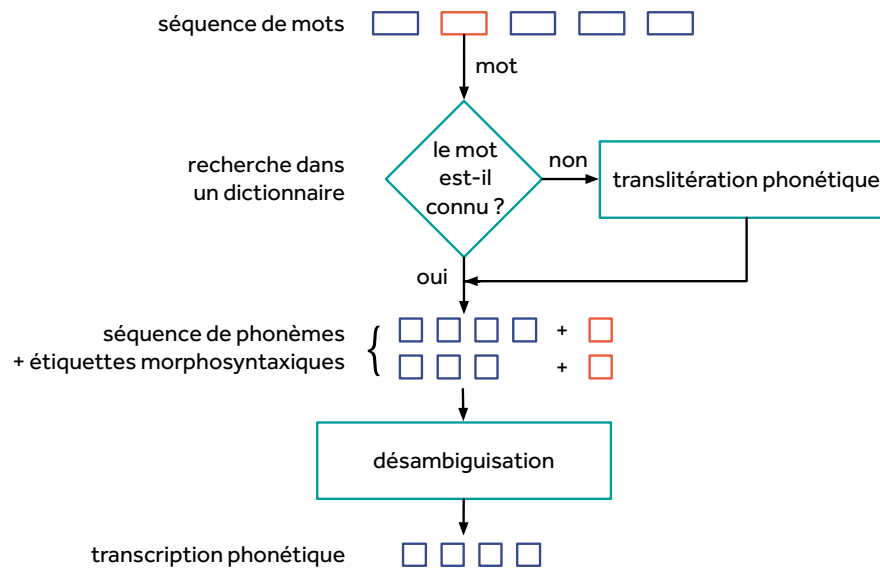 séquence de mots
mot
recherche dans
un dictionnaire
le mot
est-il
connu ?
non
translitération phonétique
oui
séquence de phonèmes
+ étiquettes morphosyntaxiques
+
+
désambiguisation
transcription phonétique